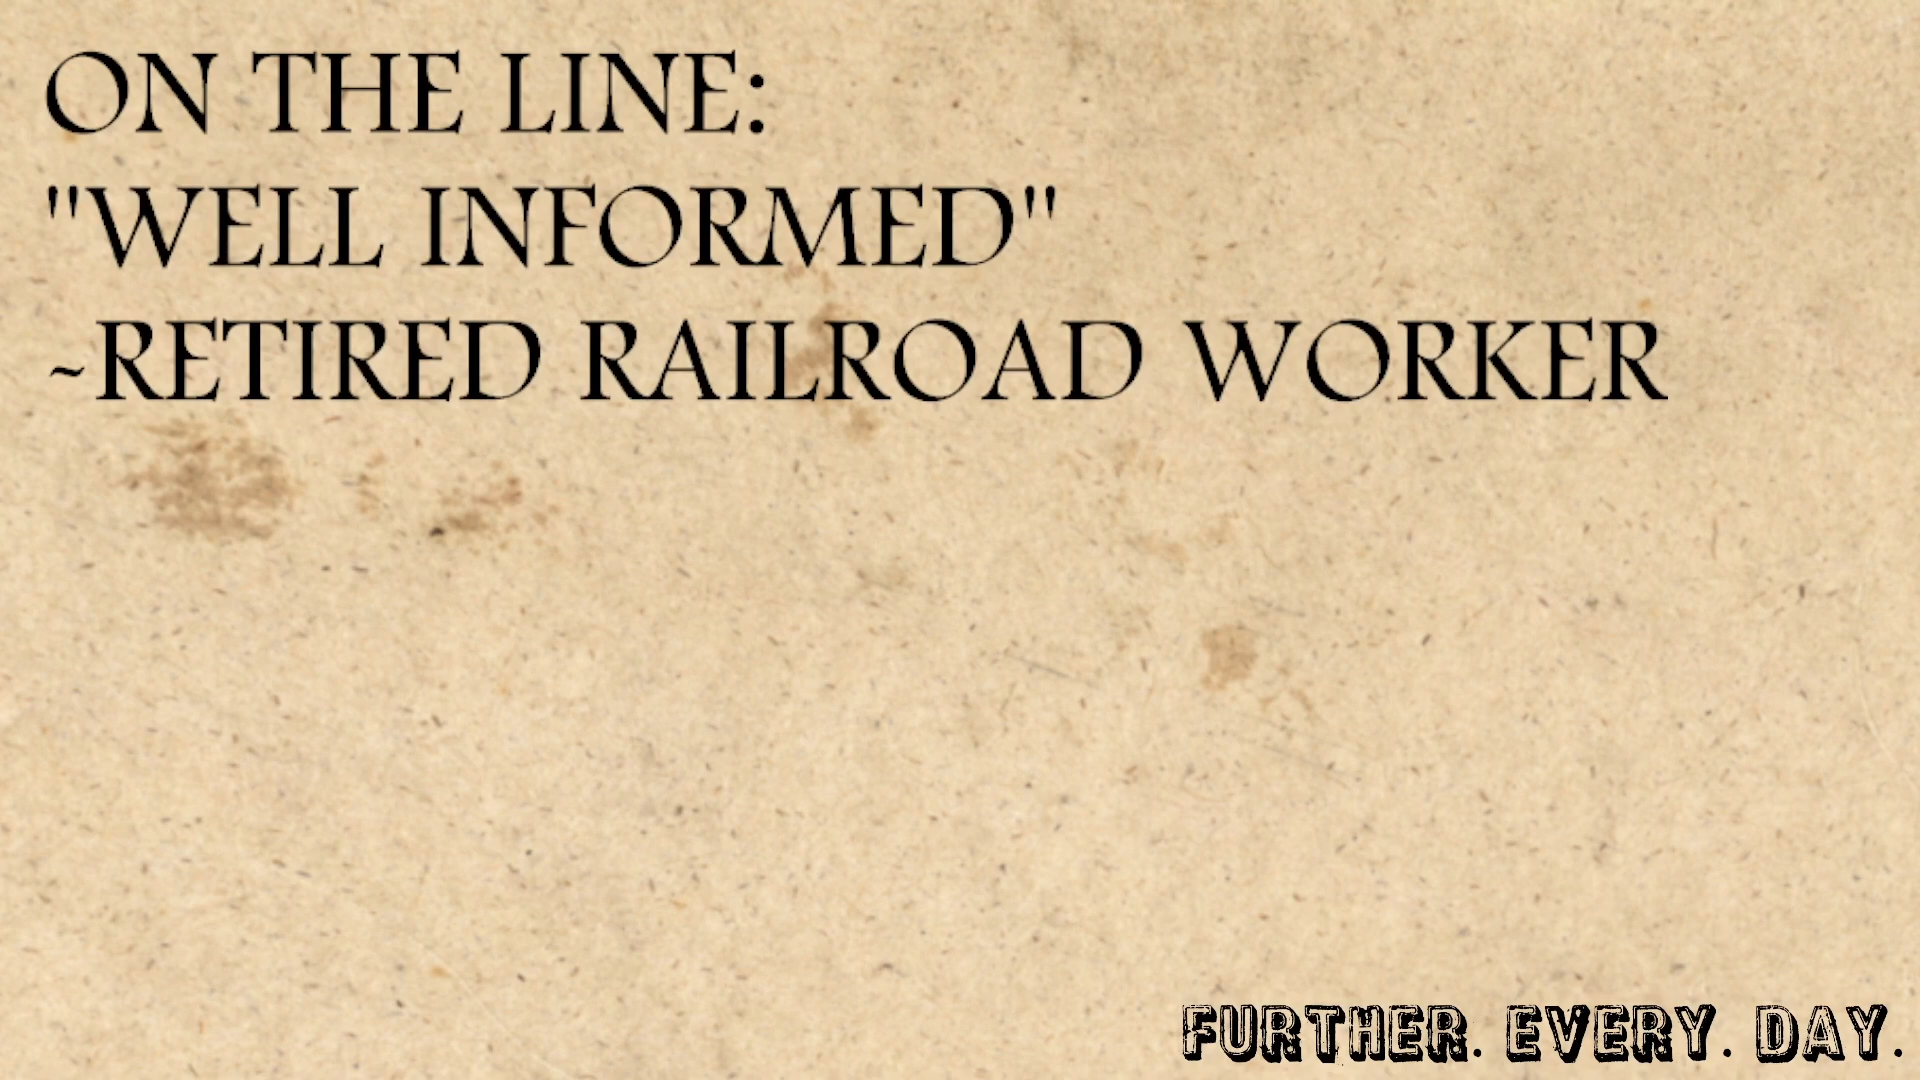 ON THE LINE:
"WELL INFORMED"
~RETIRED RAILROAD WORKER
FURTHER. EVERY. DAY.